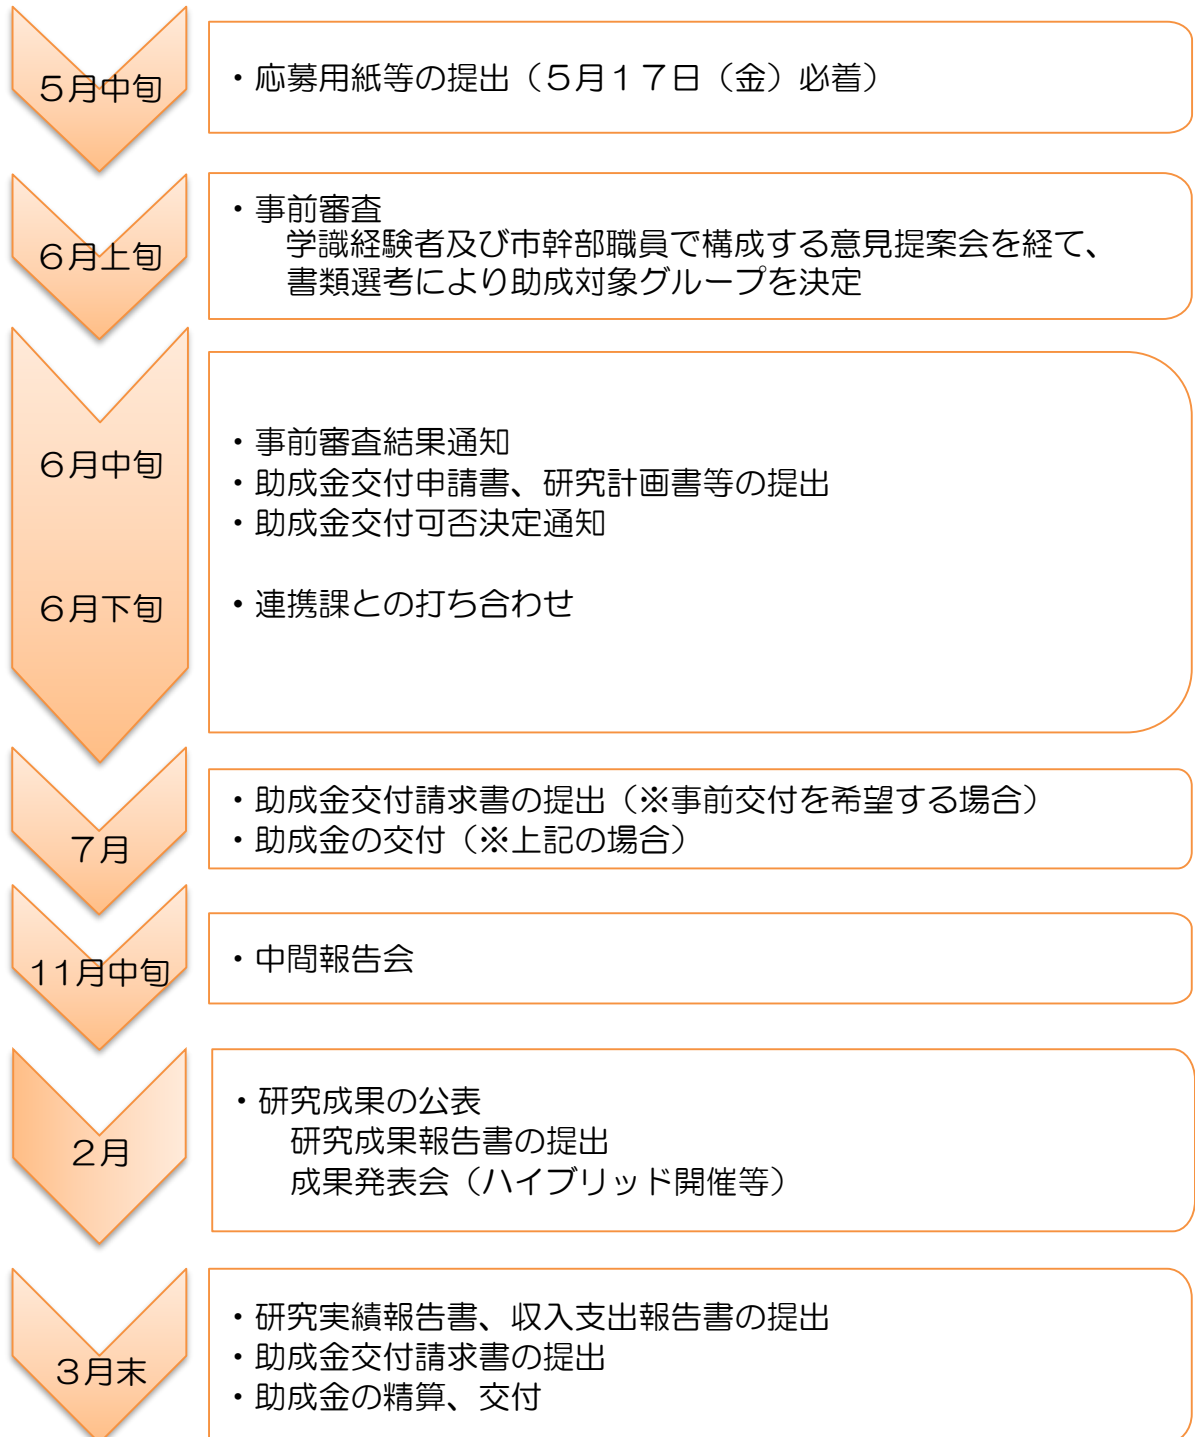 5月中旬
・応募用紙等の提出（５月１７日（金）必着）
6月上旬
・事前審査
学識経験者及び市幹部職員で構成する意見提案会を経て、
書類選考により助成対象グループを決定
6月中旬
・事前審査結果通知
・助成金交付申請書、研究計画書等の提出
・助成金交付可否決定通知
6月下旬
・連携課との打ち合わせ
7月
・助成金交付請求書の提出（※事前交付を希望する場合）
・助成金の交付（※上記の場合）
11月中旬
・中間報告会
2月
・研究成果の公表
研究成果報告書の提出
成果発表会（ハイブリッド開催等）
3月末
・研究実績報告書、収入支出報告書の提出
・助成金交付請求書の提出
・助成金の精算、交付